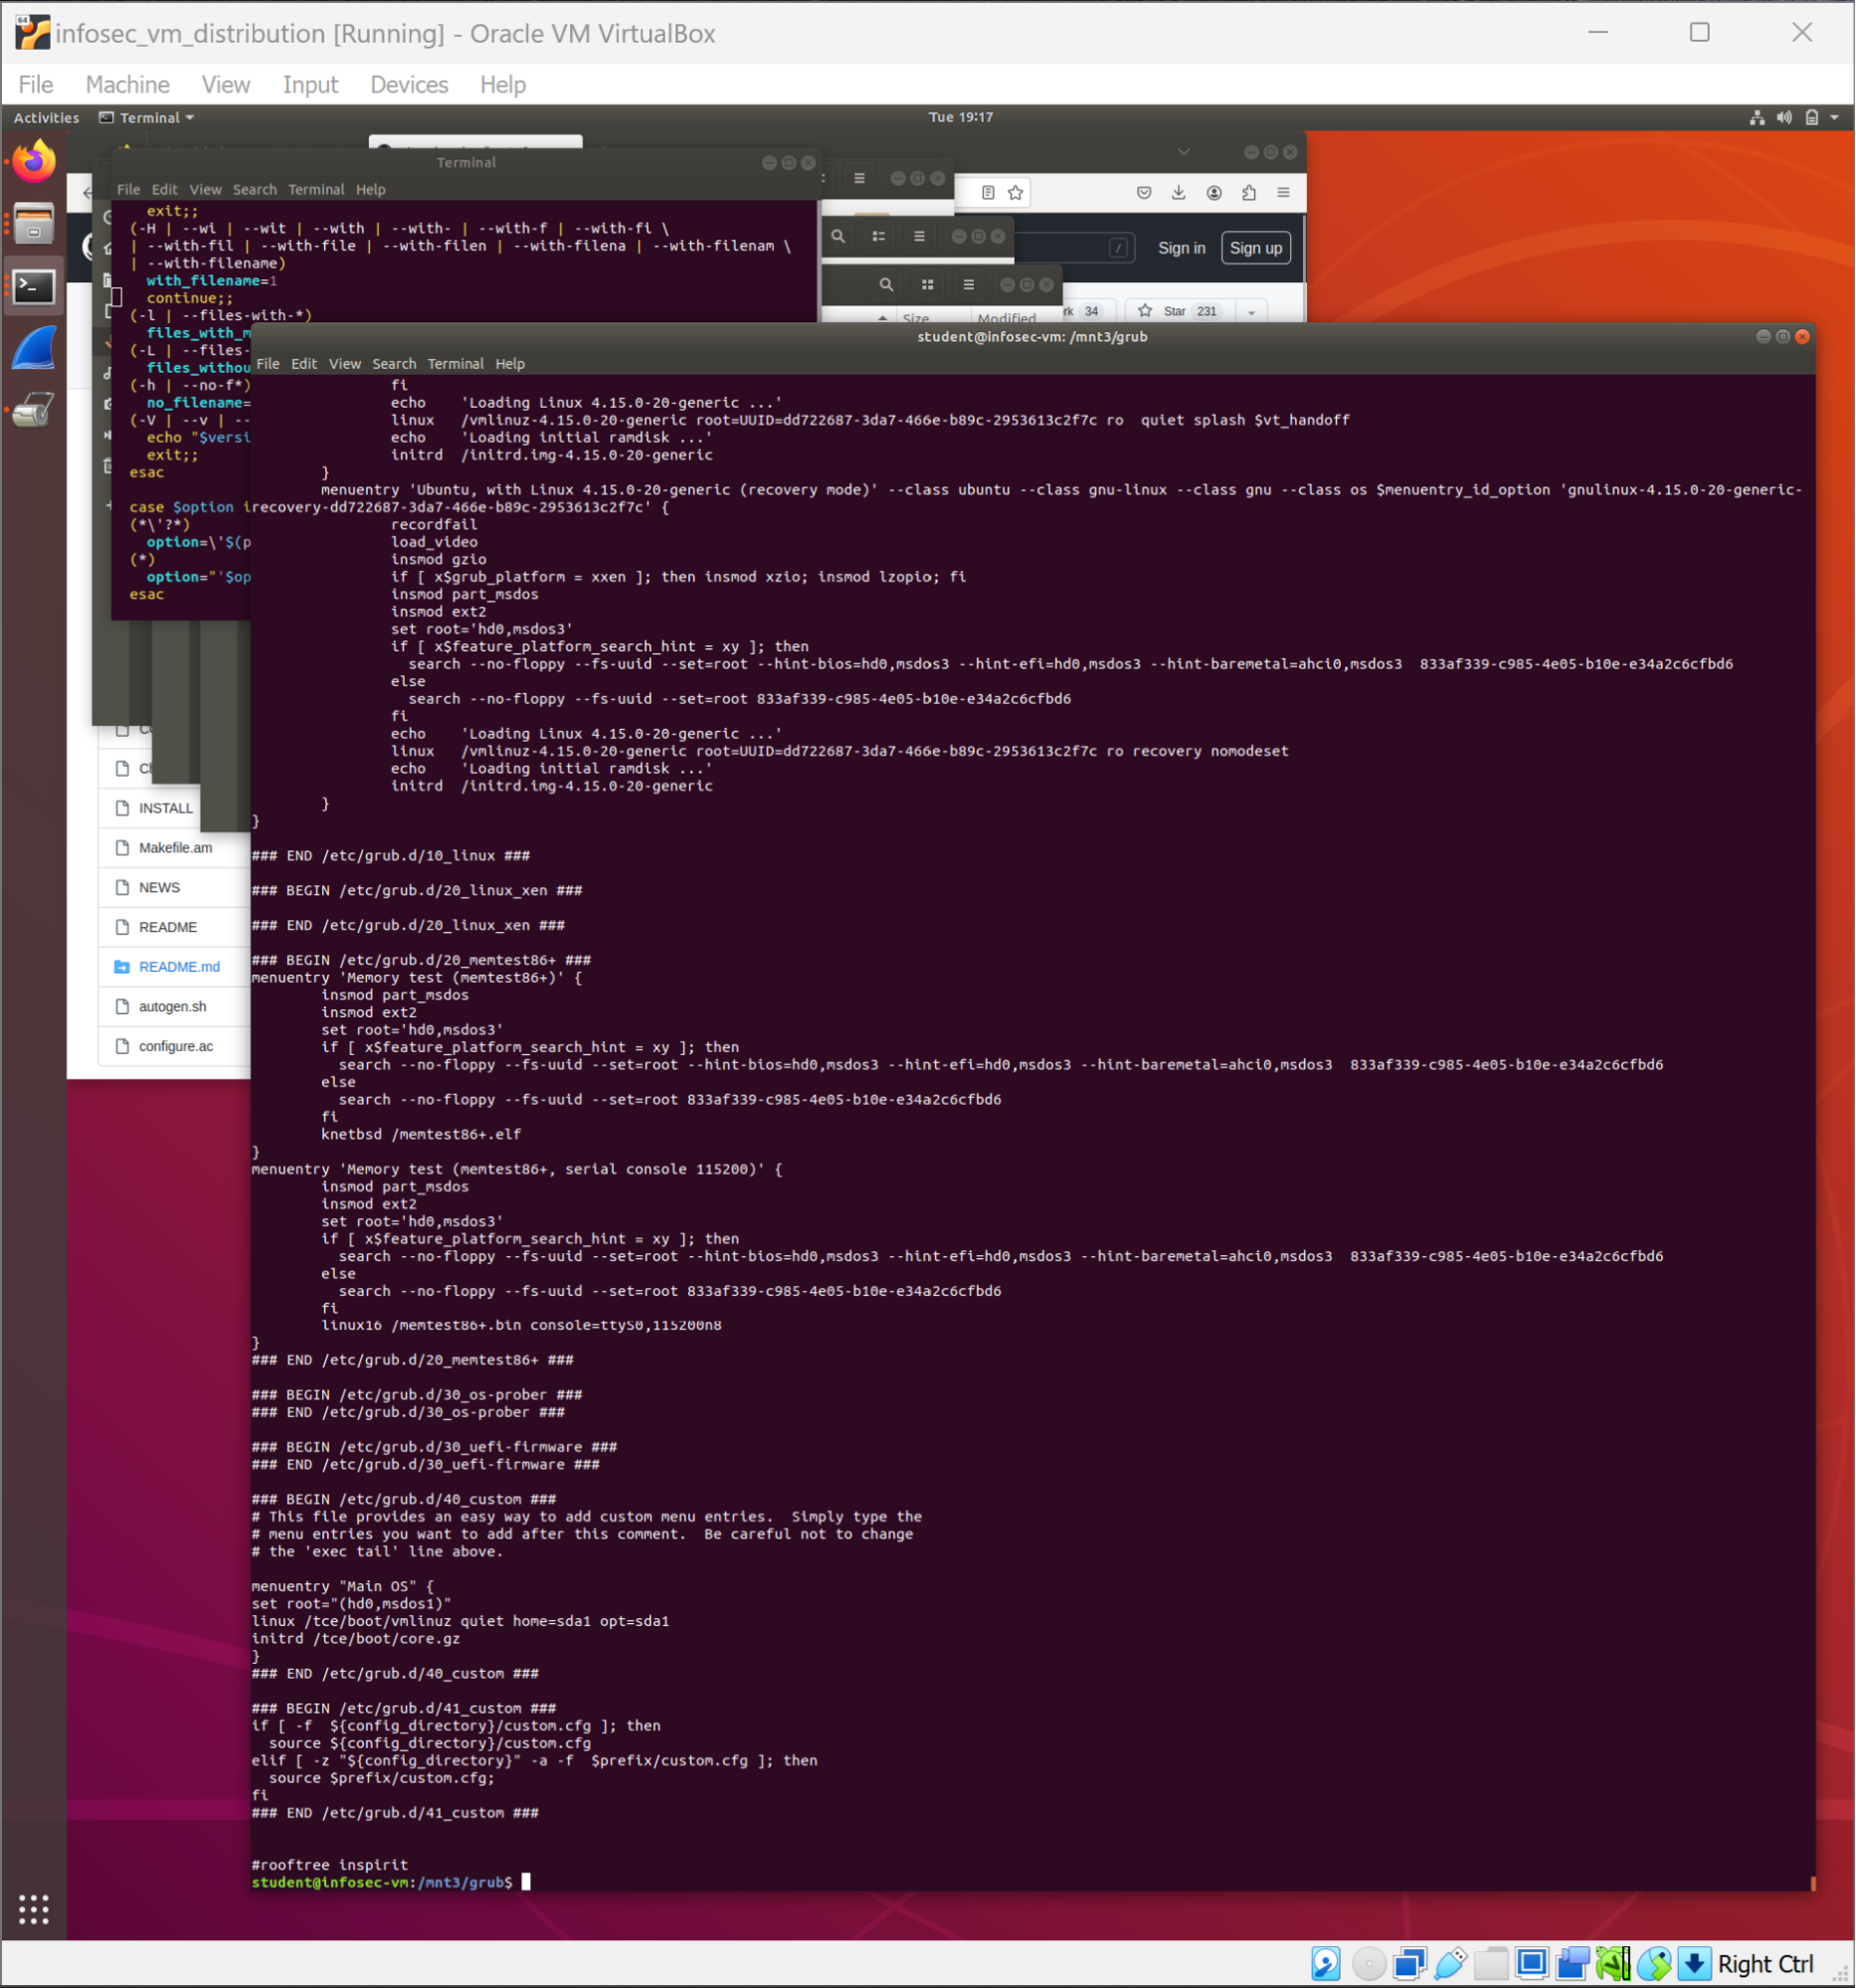 infosec_vm_distribution [Running] - Oracle VM VirtualBox
File Machine View Input Devices Help
Activities Terminal Tue 19:17
Terminal
File Edit View Search Terminal Help
exit;;
(-H | --wi | --wit | --with | --with- | --with-f | --with-fi \
| --with-fil | --with-file | --with-filen | --with-filena | --with-filenam \
| --with-filename)
with_filename=1
continue;;
(-l | --files-with-*)
files_with_m
(-L | --files-
files_withou
(-h | --no-f*)
no_filename=
(-V | --v | --
echo "$versi
exit;;
esac
case $option i
(*\'?*)
option=\'$(p
(*)
option="'$op
esac
/ Sign in Sign up
rk 34 Star 231
Size Modified
INSTALL
Makefile.am
NEWS
README
README.md
autogen.sh
configure.ac
student@infosec-vm: /mnt3/grub
File Edit View Search Terminal Help
fi
echo 'Loading Linux 4.15.0-20-generic ...'
linux /vmlinuz-4.15.0-20-generic root=UUID=dd722687-3da7-466e-b89c-2953613c2f7c ro quiet splash $vt_handoff
echo 'Loading initial ramdisk ...'
initrd /initrd.img-4.15.0-20-generic
}
menuentry 'Ubuntu, with Linux 4.15.0-20-generic (recovery mode)' --class ubuntu --class gnu-linux --class gnu --class os $menuentry_id_option 'gnulinux-4.15.0-20-generic-
recovery-dd722687-3da7-466e-b89c-2953613c2f7c' {
recordfail
load_video
insmod gzio
if [ x$grub_platform = xxen ]; then insmod xzio; insmod lzopio; fi
insmod part_msdos
insmod ext2
set root='hd0,msdos3'
if [ x$feature_platform_search_hint = xy ]; then
search --no-floppy --fs-uuid --set=root --hint-bios=hd0,msdos3 --hint-efi=hd0,msdos3 --hint-baremetal=ahci0,msdos3 833af339-c985-4e05-b10e-e34a2c6cfbd6
else
search --no-floppy --fs-uuid --set=root 833af339-c985-4e05-b10e-e34a2c6cfbd6
fi
echo 'Loading Linux 4.15.0-20-generic ...'
linux /vmlinuz-4.15.0-20-generic root=UUID=dd722687-3da7-466e-b89c-2953613c2f7c ro recovery nomodeset
echo 'Loading initial ramdisk ...'
initrd /initrd.img-4.15.0-20-generic
}
}
### END /etc/grub.d/10_linux ###
### BEGIN /etc/grub.d/20_linux_xen ###
### END /etc/grub.d/20_linux_xen ###
### BEGIN /etc/grub.d/20_memtest86+ ###
menuentry 'Memory test (memtest86+)' {
insmod part_msdos
insmod ext2
set root='hd0,msdos3'
if [ x$feature_platform_search_hint = xy ]; then
search --no-floppy --fs-uuid --set=root --hint-bios=hd0,msdos3 --hint-efi=hd0,msdos3 --hint-baremetal=ahci0,msdos3 833af339-c985-4e05-b10e-e34a2c6cfbd6
else
search --no-floppy --fs-uuid --set=root 833af339-c985-4e05-b10e-e34a2c6cfbd6
fi
knetbsd /memtest86+.elf
}
menuentry 'Memory test (memtest86+, serial console 115200)' {
insmod part_msdos
insmod ext2
set root='hd0,msdos3'
if [ x$feature_platform_search_hint = xy ]; then
search --no-floppy --fs-uuid --set=root --hint-bios=hd0,msdos3 --hint-efi=hd0,msdos3 --hint-baremetal=ahci0,msdos3 833af339-c985-4e05-b10e-e34a2c6cfbd6
else
search --no-floppy --fs-uuid --set=root 833af339-c985-4e05-b10e-e34a2c6cfbd6
fi
linux16 /memtest86+.bin console=ttyS0,115200n8
}
### END /etc/grub.d/20_memtest86+ ###
### BEGIN /etc/grub.d/30_os-prober ###
### END /etc/grub.d/30_os-prober ###
### BEGIN /etc/grub.d/30_uefi-firmware ###
### END /etc/grub.d/30_uefi-firmware ###
### BEGIN /etc/grub.d/40_custom ###
# This file provides an easy way to add custom menu entries. Simply type the
# menu entries you want to add after this comment. Be careful not to change
# the 'exec tail' line above.
menuentry "Main OS" {
set root="(hd0,msdos1)"
linux /tce/boot/vmlinuz quiet home=sda1 opt=sda1
initrd /tce/boot/core.gz
}
### END /etc/grub.d/40_custom ###
### BEGIN /etc/grub.d/41_custom ###
if [ -f ${config_directory}/custom.cfg ]; then
source ${config_directory}/custom.cfg
elif [ -z "${config_directory}" -a -f $prefix/custom.cfg ]; then
source $prefix/custom.cfg;
fi
### END /etc/grub.d/41_custom ###
#rooftree inspirit
student@infosec-vm:/mnt3/grub$
Right Ctrl